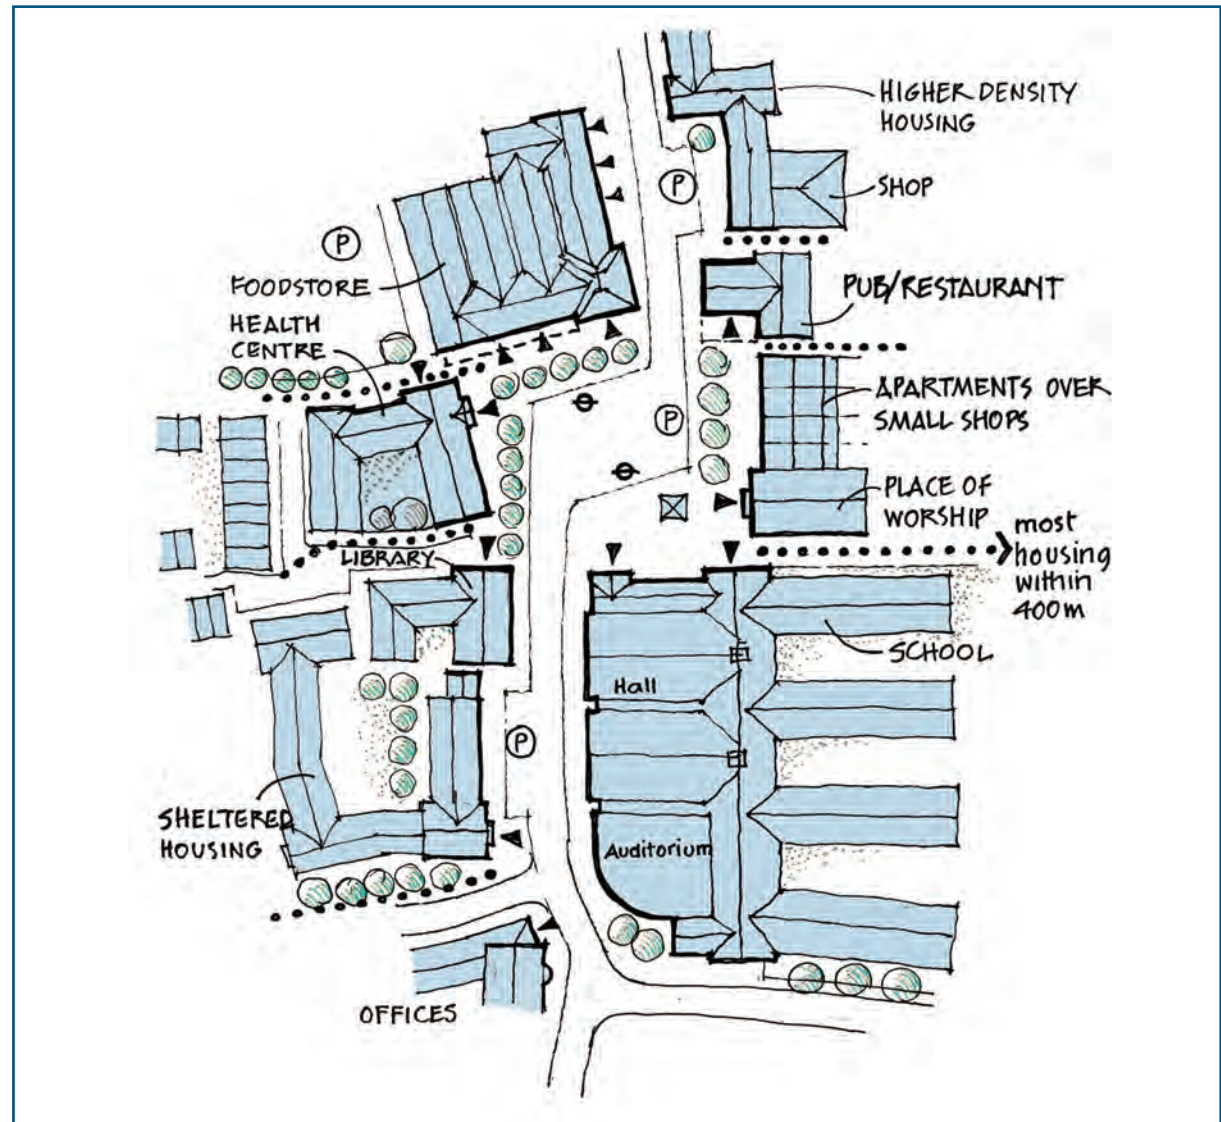 HIGHER DENSITY
HOUSING
P
SHOP
P
FOODSTORE
PUB/RESTAURANT
HEALTH
CENTRE
APARTMENTS OVER
SMALL SHOPS
P
PLACE OF
WORSHIP
most
housing
within
400m
LIBRARY
SCHOOL
Hall
P
SHELTERED
HOUSING
Auditorium
OFFICES